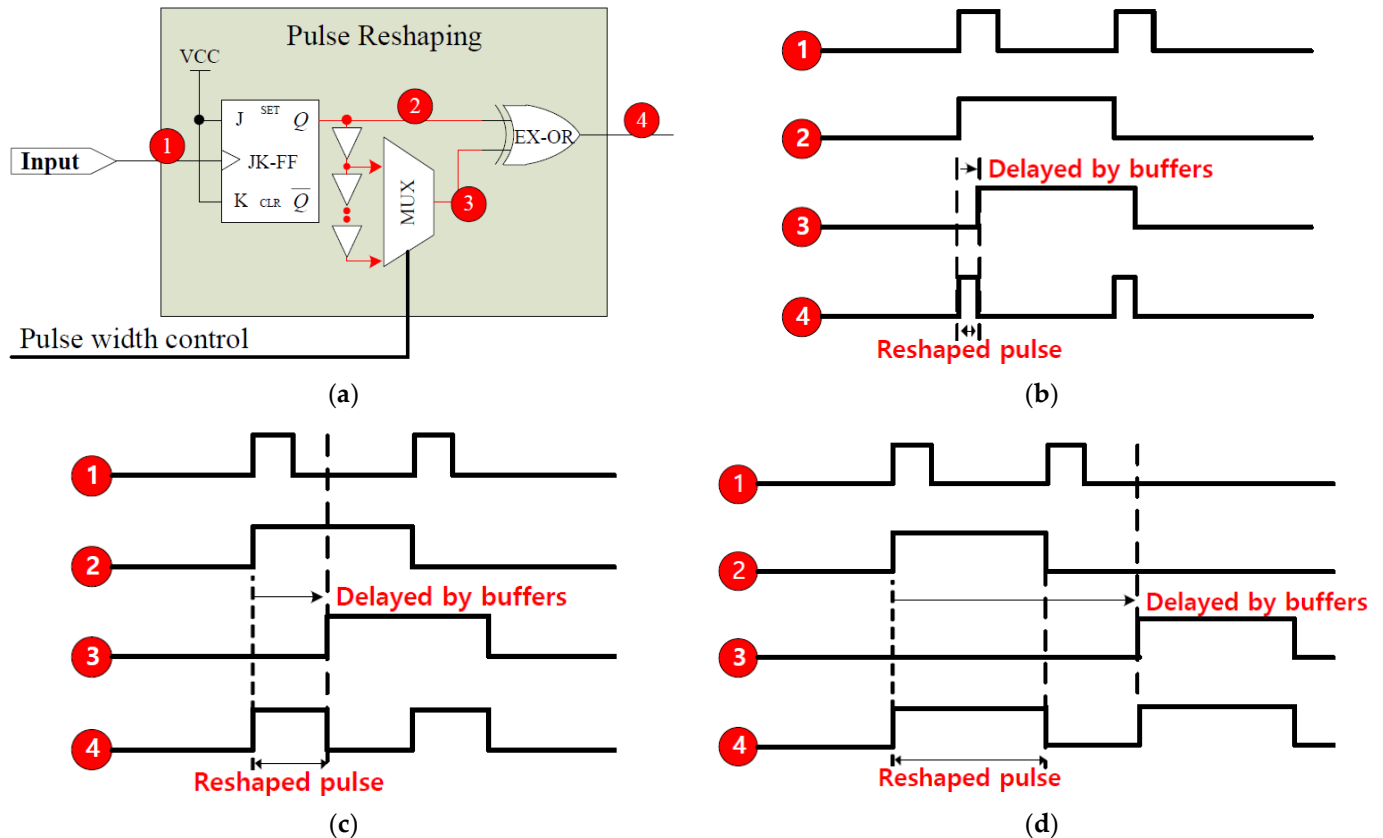 Pulse Reshaping
VCC
J SET Q
2
4
EX-OR
1
Input
JK-FF
K CLR Q̅
MUX
3
Pulse width control
(a)
1
2
Delayed by buffers
3
4
Reshaped pulse
(b)
1
2
Delayed by buffers
3
4
Reshaped pulse
(c)
1
2
Delayed by buffers
3
4
Reshaped pulse
(d)